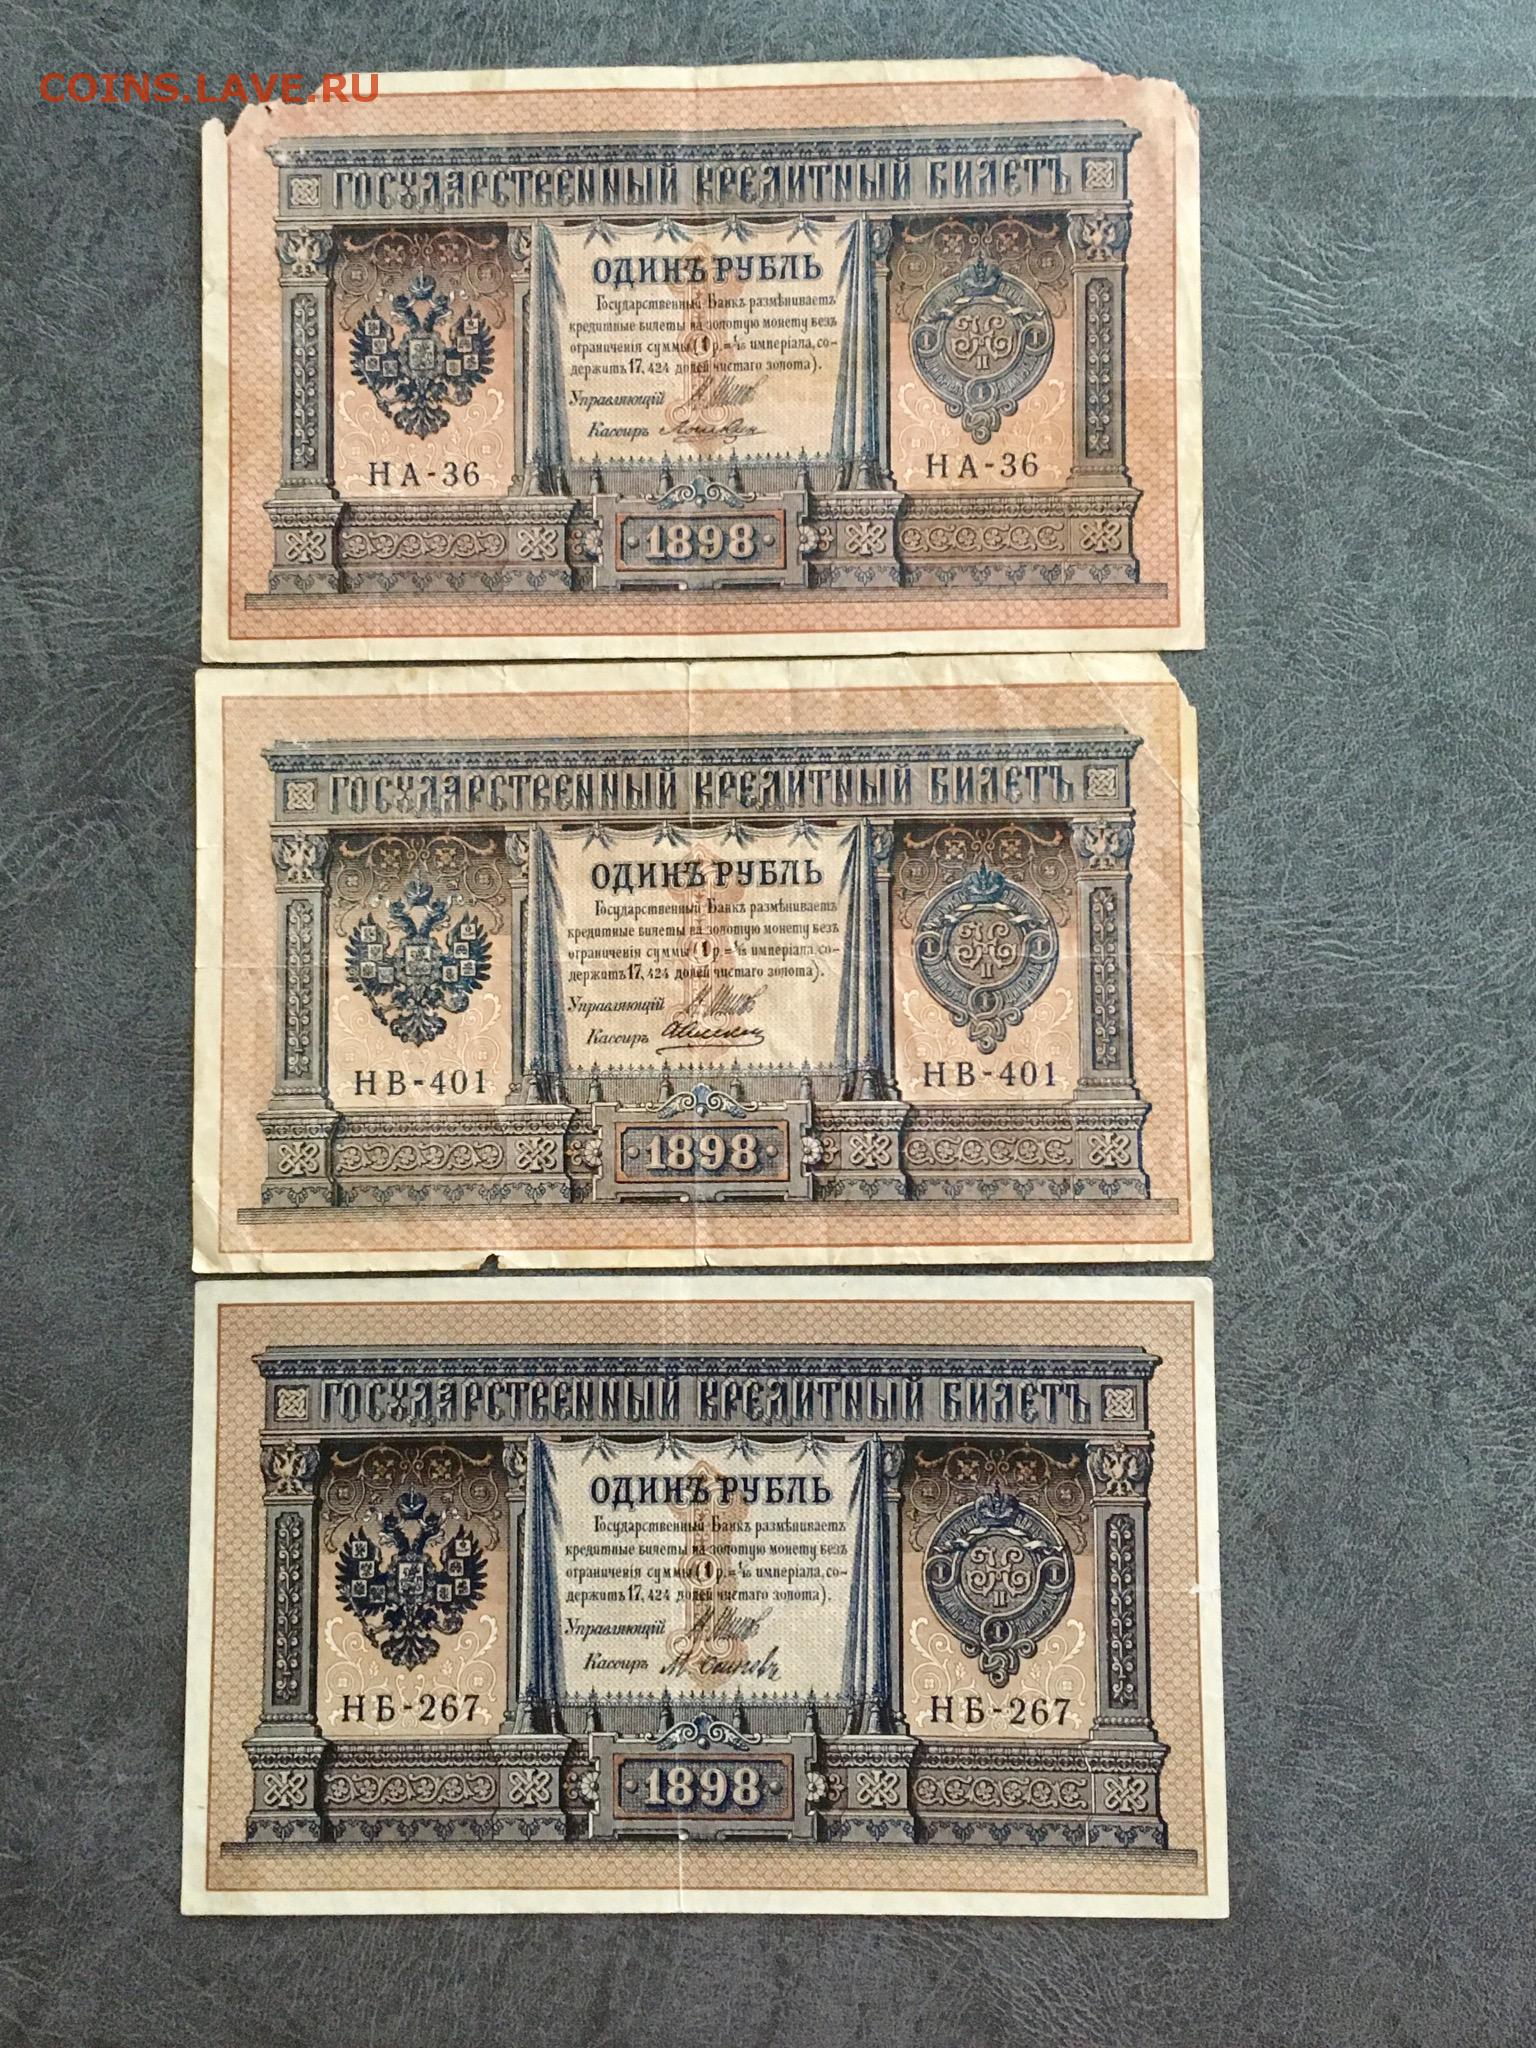 COINS.LAVE.RU
ГОСУДАРСТВЕННЫЙ КРЕДИТНЫЙ БИЛЕТЪ
ОДИНЪ РУБЛЬ
Государственный Банкъ размѣниваетъ
кредитные билеты на золотую монету безъ
ограниченія суммы (1 р. = 1/15 имперіала, со-
держитъ 17,424 долей чистаго золота).
Управляющій
Кассиръ
НА-36 НА-36
1898
ГОСУДАРСТВЕННЫЙ КРЕДИТНЫЙ БИЛЕТЪ
ОДИНЪ РУБЛЬ
Государственный Банкъ размѣниваетъ
кредитные билеты на золотую монету безъ
ограниченія суммы (1 р. = 1/15 имперіала, со-
держитъ 17,424 долей чистаго золота).
Управляющій
Кассиръ
НВ-401 НВ-401
1898
ГОСУДАРСТВЕННЫЙ КРЕДИТНЫЙ БИЛЕТЪ
ОДИНЪ РУБЛЬ
Государственный Банкъ размѣниваетъ
кредитные билеты на золотую монету безъ
ограниченія суммы (1 р. = 1/15 имперіала, со-
держитъ 17,424 долей чистаго золота).
Управляющій
Кассиръ М. Осиповъ
НБ-267 НБ-267
1898